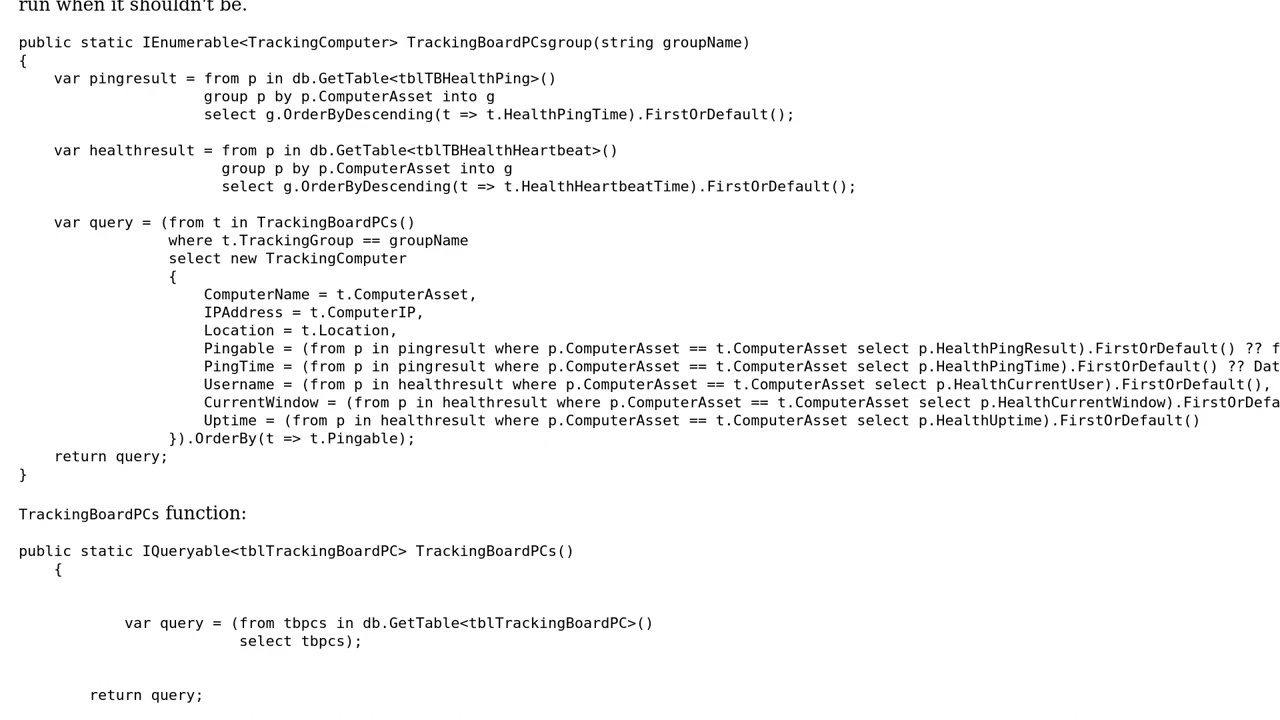 run when it shouldn't be.
public static IEnumerable<TrackingComputer> TrackingBoardPCsgroup(string groupName)
{
    var pingresult = from p in db.GetTable<tblTBHealthPing>()
                     group p by p.ComputerAsset into g
                     select g.OrderByDescending(t => t.HealthPingTime).FirstOrDefault();
    var healthresult = from p in db.GetTable<tblTBHealthHeartbeat>()
                       group p by p.ComputerAsset into g
                       select g.OrderByDescending(t => t.HealthHeartbeatTime).FirstOrDefault();
    var query = (from t in TrackingBoardPCs()
                 where t.TrackingGroup == groupName
                 select new TrackingComputer
                 {
                     ComputerName = t.ComputerAsset,
                     IPAddress = t.ComputerIP,
                     Location = t.Location,
                     Pingable = (from p in pingresult where p.ComputerAsset == t.ComputerAsset select p.HealthPingResult).FirstOrDefault() ?? f
                     PingTime = (from p in pingresult where p.ComputerAsset == t.ComputerAsset select p.HealthPingTime).FirstOrDefault() ?? Dat
                     Username = (from p in healthresult where p.ComputerAsset == t.ComputerAsset select p.HealthCurrentUser).FirstOrDefault(),
                     CurrentWindow = (from p in healthresult where p.ComputerAsset == t.ComputerAsset select p.HealthCurrentWindow).FirstOrDefa
                     Uptime = (from p in healthresult where p.ComputerAsset == t.ComputerAsset select p.HealthUptime).FirstOrDefault()
                 }).OrderBy(t => t.Pingable);
    return query;
}
TrackingBoardPCs function:
public static IQueryable<tblTrackingBoardPC> TrackingBoardPCs()
    {
            var query = (from tbpcs in db.GetTable<tblTrackingBoardPC>()
                         select tbpcs);
        return query;